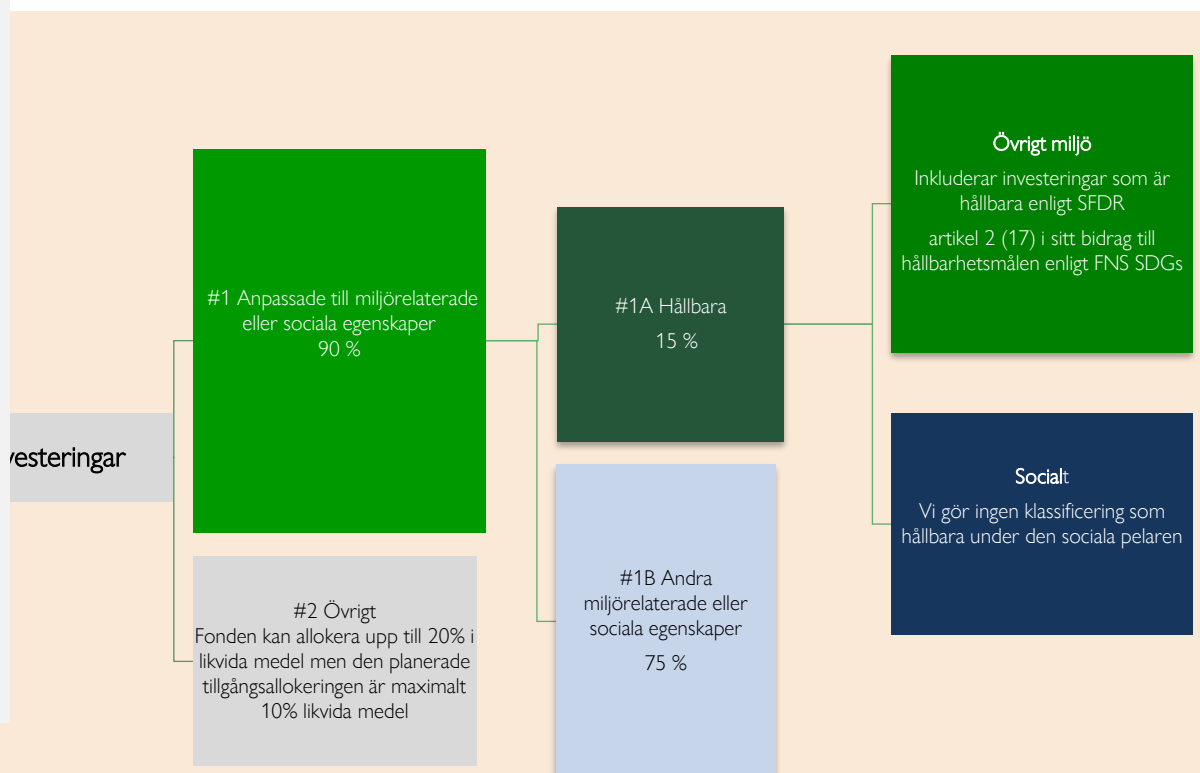 vesteringar
#1 Anpassade till miljörelaterade
eller sociala egenskaper
90 %
#2 Övrigt
Fonden kan allokera upp till 20% i
likvida medel men den planerade
tillgångsallokeringen är maximalt
10% likvida medel
#1A Hållbara
15 %
#1B Andra
miljörelaterade eller
sociala egenskaper
75 %
Övrigt miljö
Inkluderar investeringar som är
hållbara enligt SFDR
artikel 2 (17) i sitt bidrag till
hållbarhetsmålen enligt FNS SDGs
Socialt
Vi gör ingen klassificering som
hållbara under den sociala pelaren